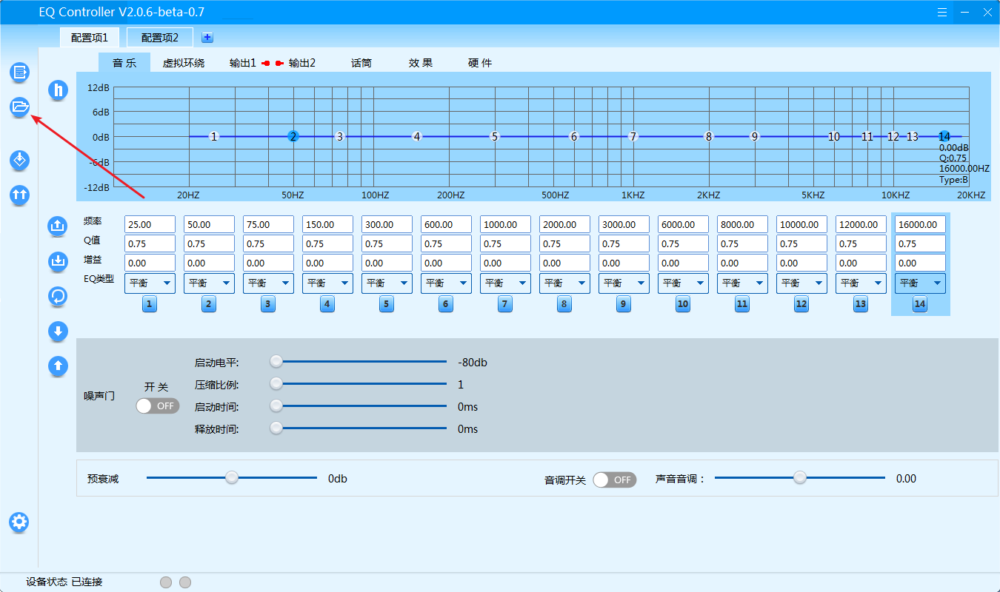 EQ Controller V2.0.6-beta-0.7
配置项1 配置项2
音 乐 虚拟环绕 输出1 输出2 话筒 效 果 硬 件
h
12dB
6dB
0dB
-6dB
-12dB
1 2 3 4 5 6 7 8 9 10 11 12 13 14
0.00dB
Q:0.75
16000.00HZ
Type:B
20HZ 50HZ 100HZ 200HZ 500HZ 1KHZ 2KHZ 5KHZ 10KHZ 20KHZ
频率 25.00 50.00 75.00 150.00 300.00 600.00 1000.00 2000.00 3000.00 6000.00 8000.00 10000.00 12000.00 16000.00
Q值 0.75 0.75 0.75 0.75 0.75 0.75 0.75 0.75 0.75 0.75 0.75 0.75 0.75 0.75
增益 0.00 0.00 0.00 0.00 0.00 0.00 0.00 0.00 0.00 0.00 0.00 0.00 0.00 0.00
EQ类型 平衡 平衡 平衡 平衡 平衡 平衡 平衡 平衡 平衡 平衡 平衡 平衡 平衡 平衡
1 2 3 4 5 6 7 8 9 10 11 12 13 14
噪声门
开 关
OFF
启动电平: -80db
压缩比例: 1
启动时间: 0ms
释放时间: 0ms
预衰减 0db 音调开关 OFF 声音音调： 0.00
设备状态 已连接